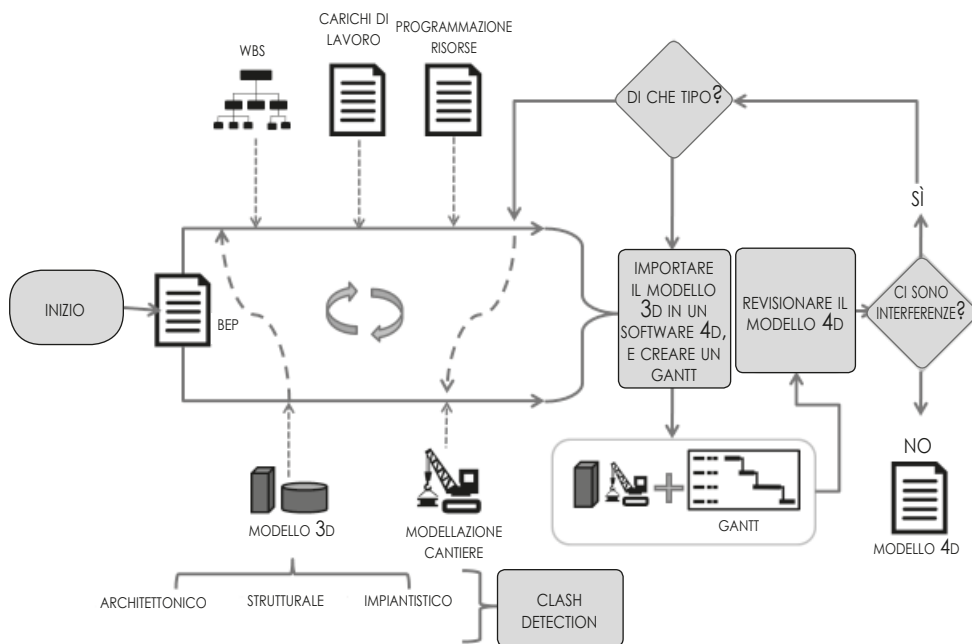 WBS
CARICHI DI
LAVORO
PROGRAMMAZIONE
RISORSE
DI CHE TIPO?
SÌ
INIZIO
BEP
IMPORTARE
IL MODELLO
3D IN UN
SOFTWARE 4D,
E CREARE UN
GANTT
REVISIONARE IL
MODELLO 4D
CI SONO
INTERFERENZE?
NO
MODELLO 4D
MODELLO 3D
MODELLAZIONE
CANTIERE
GANTT
ARCHITETTONICO
STRUTTURALE
IMPIANTISTICO
CLASH
DETECTION